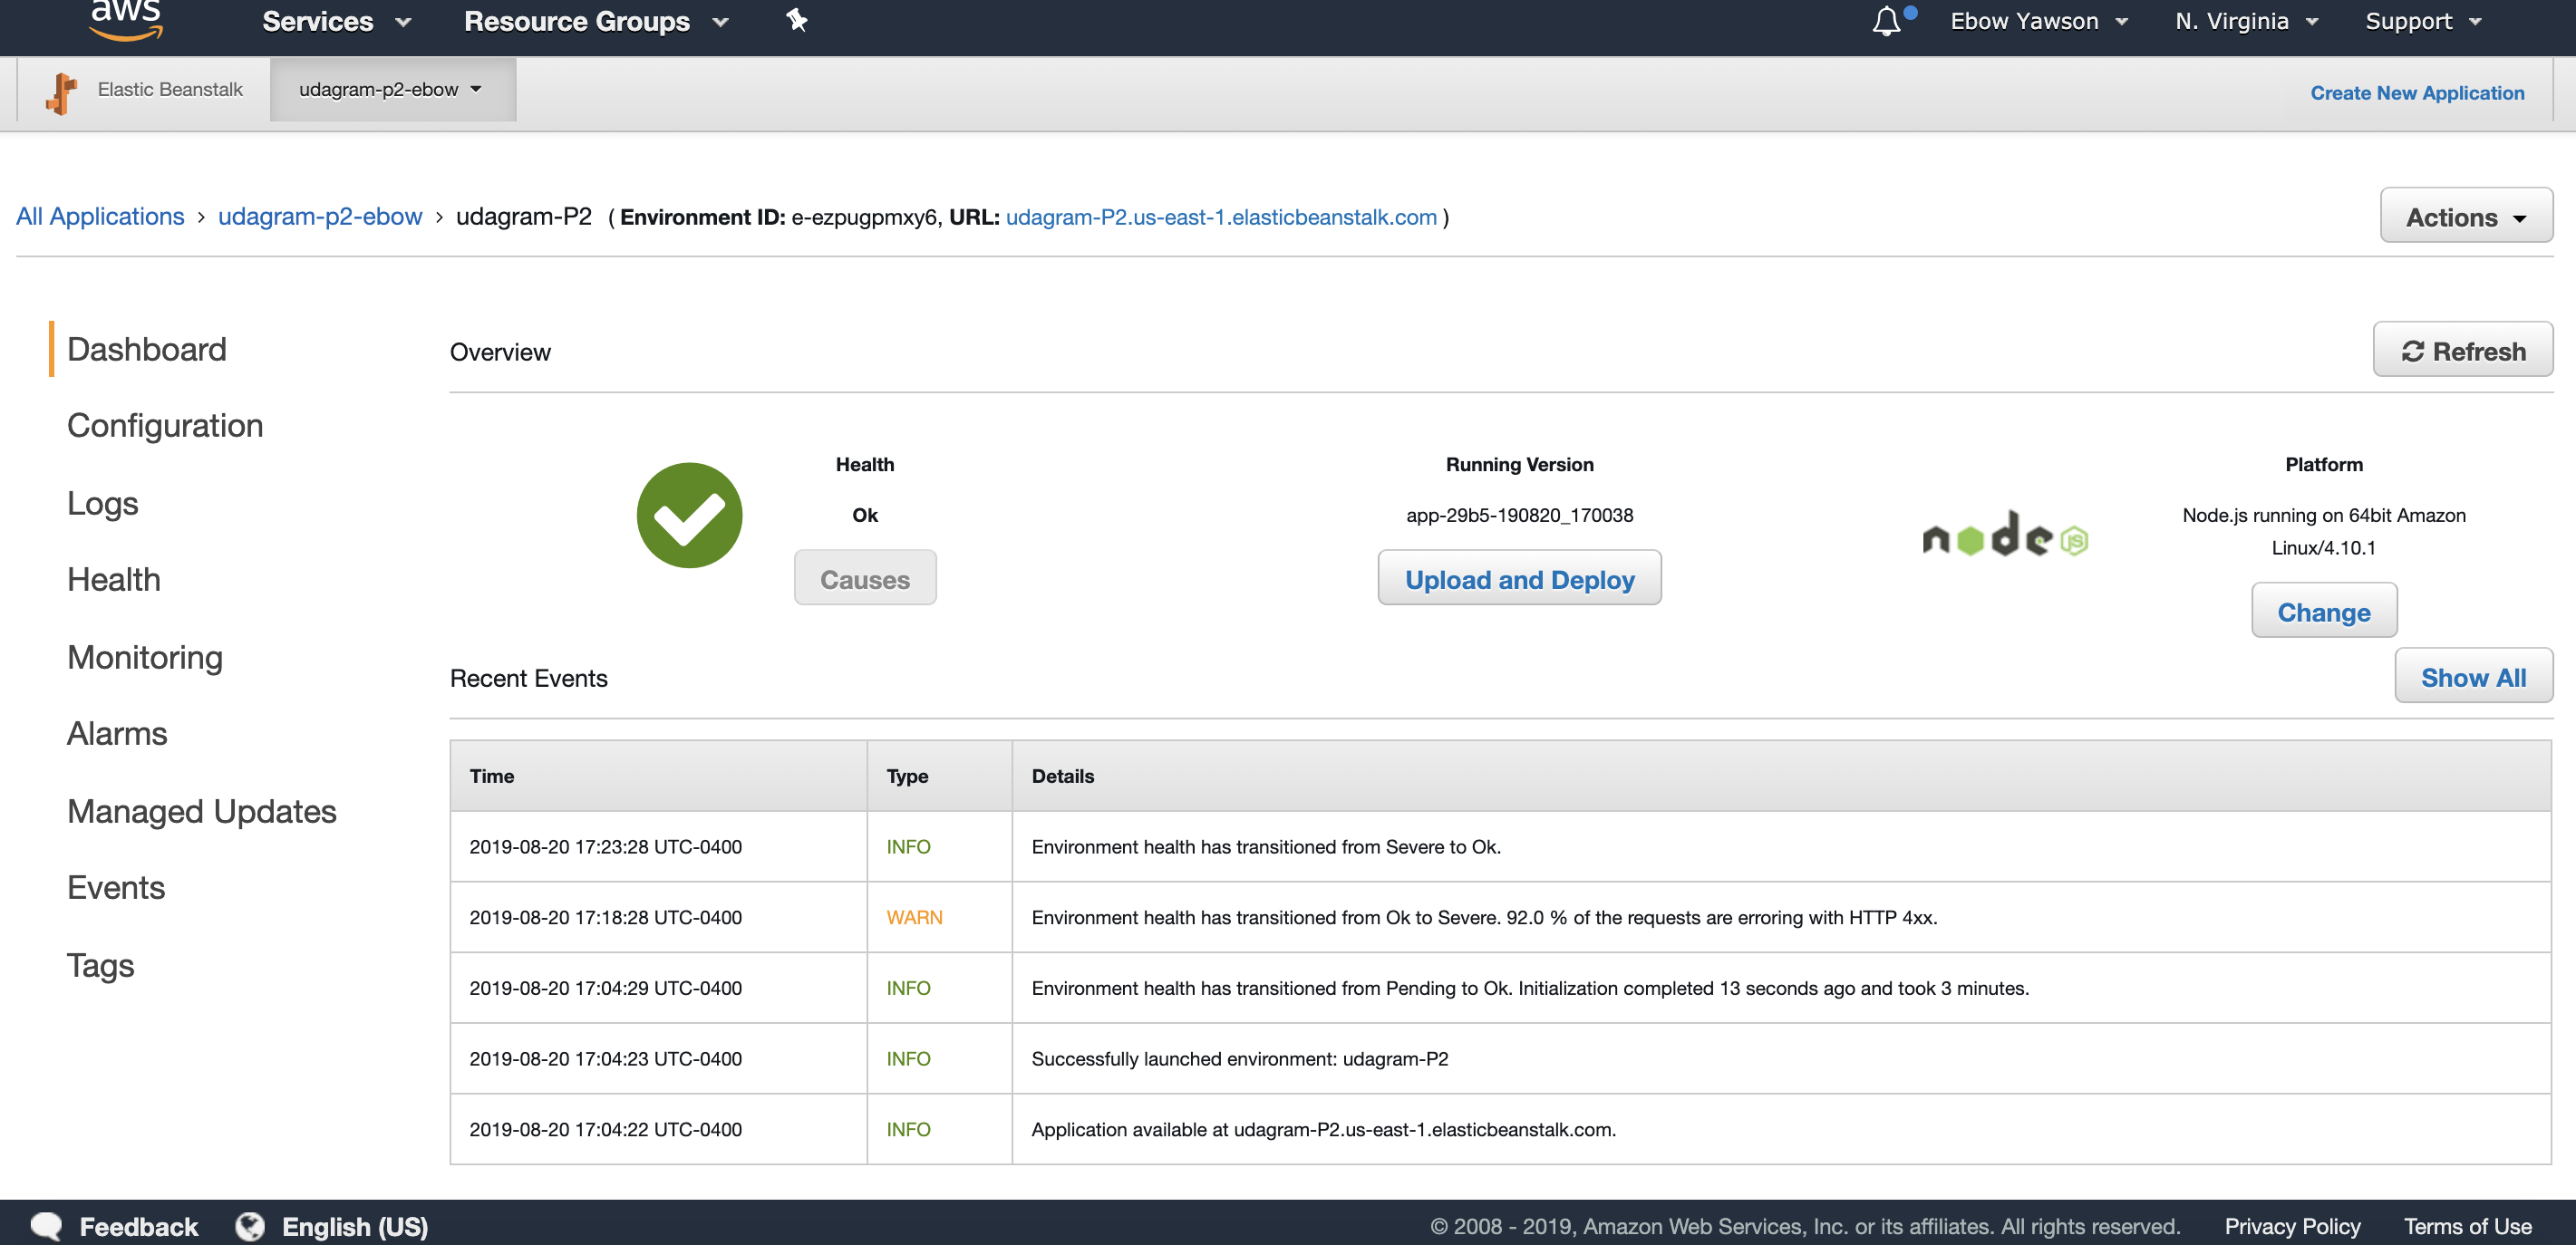 aws Services Resource Groups Ebow Yawson N. Virginia Support
Elastic Beanstalk udagram-p2-ebow Create New Application
All Applications › udagram-p2-ebow › udagram-P2 ( Environment ID: e-ezpugpmxy6, URL: udagram-P2.us-east-1.elasticbeanstalk.com ) Actions
Dashboard
Configuration
Logs
Health
Monitoring
Alarms
Managed Updates
Events
Tags
Overview Refresh
Health
Ok
Causes
Running Version
app-29b5-190820_170038
Upload and Deploy
node JS
Platform
Node.js running on 64bit Amazon
Linux/4.10.1
Change
Recent Events Show All
Time Type Details
2019-08-20 17:23:28 UTC-0400 INFO Environment health has transitioned from Severe to Ok.
2019-08-20 17:18:28 UTC-0400 WARN Environment health has transitioned from Ok to Severe. 92.0 % of the requests are erroring with HTTP 4xx.
2019-08-20 17:04:29 UTC-0400 INFO Environment health has transitioned from Pending to Ok. Initialization completed 13 seconds ago and took 3 minutes.
2019-08-20 17:04:23 UTC-0400 INFO Successfully launched environment: udagram-P2
2019-08-20 17:04:22 UTC-0400 INFO Application available at udagram-P2.us-east-1.elasticbeanstalk.com.
Feedback English (US) © 2008 - 2019, Amazon Web Services, Inc. or its affiliates. All rights reserved. Privacy Policy Terms of Use